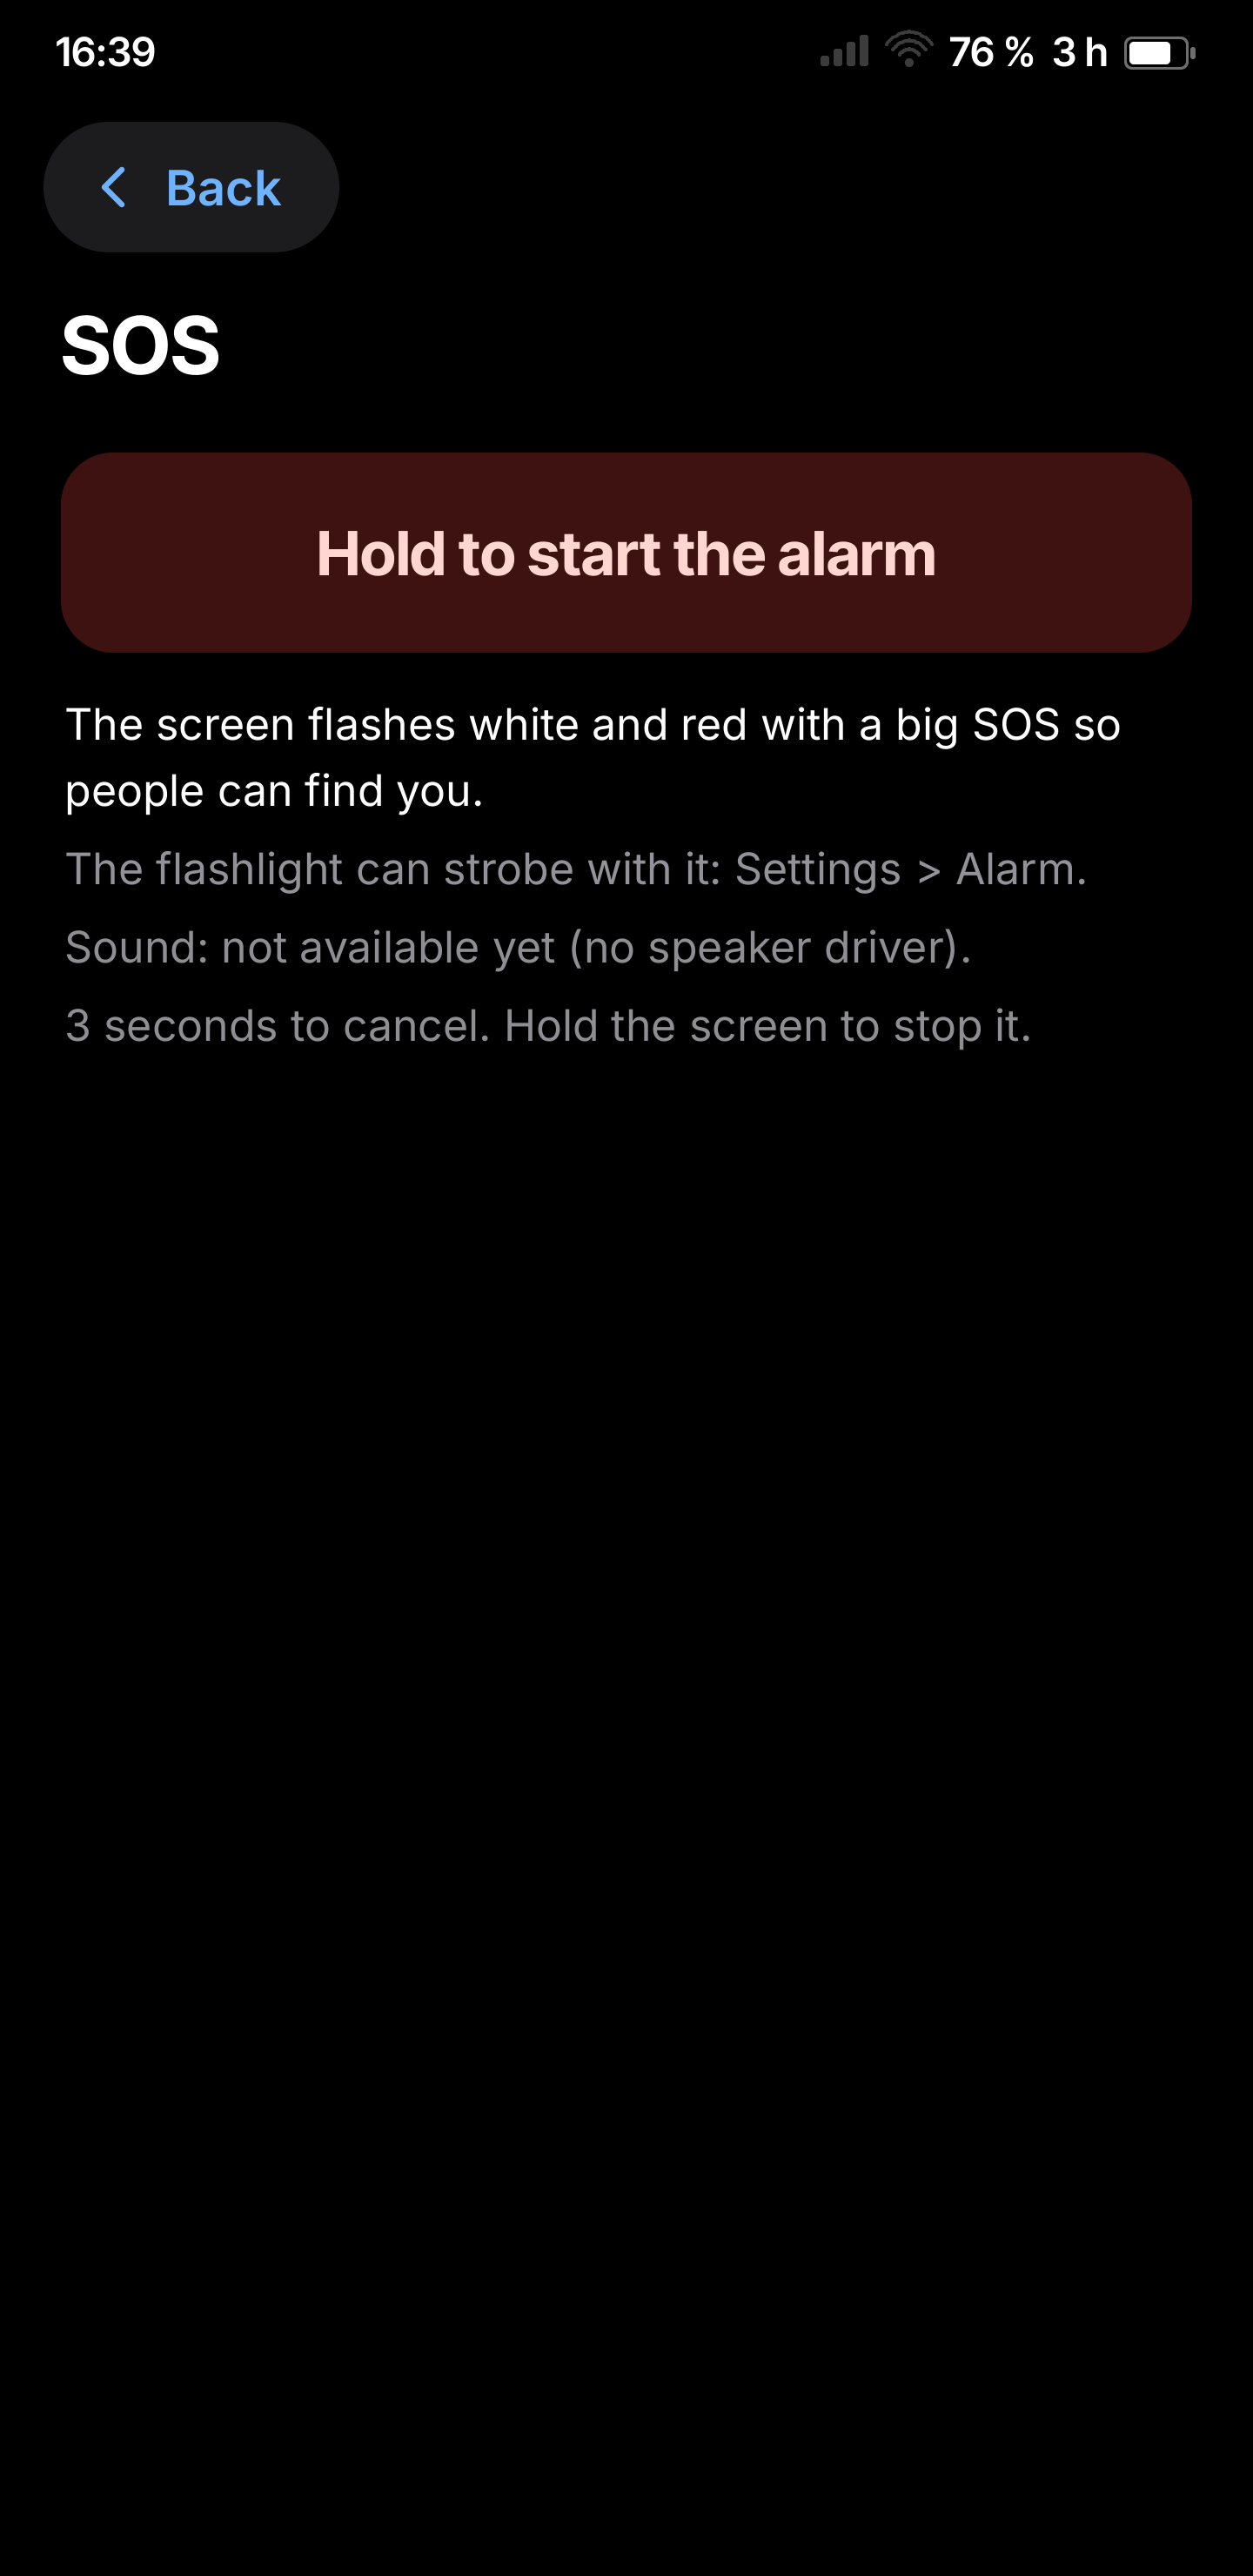 16:39
76 % 3 h
Back
SOS
Hold to start the alarm
The screen flashes white and red with a big SOS so
people can find you.
The flashlight can strobe with it: Settings > Alarm.
Sound: not available yet (no speaker driver).
3 seconds to cancel. Hold the screen to stop it.